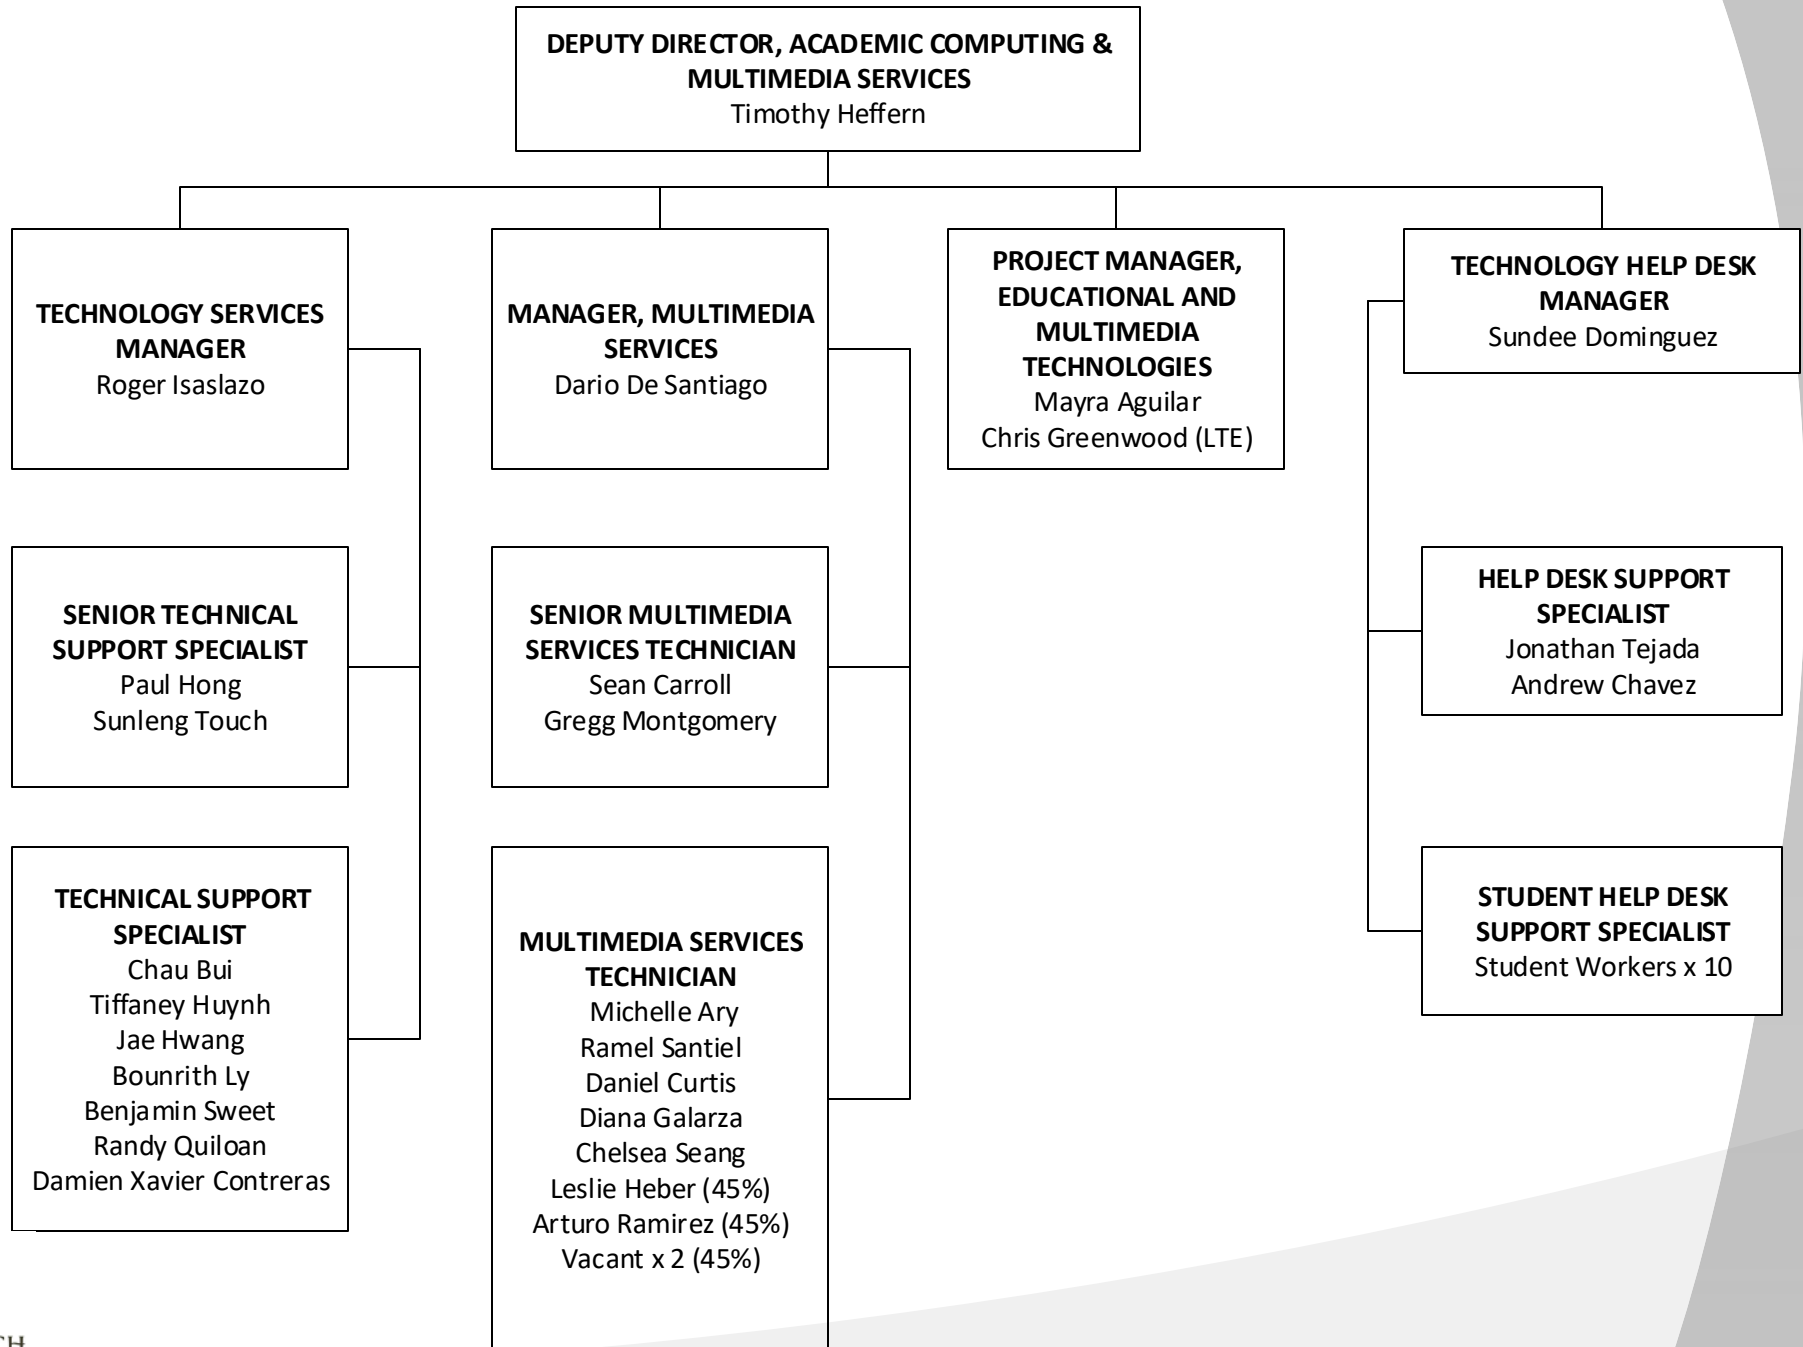 DEPUTY DIRECTOR, ACADEMIC COMPUTING &
MULTIMEDIA SERVICES
Timothy Heffern
TECHNOLOGY SERVICES
MANAGER
Roger Isaslazo
MANAGER, MULTIMEDIA
SERVICES
Dario De Santiago
PROJECT MANAGER,
EDUCATIONAL AND
MULTIMEDIA
TECHNOLOGIES
Mayra Aguilar
Chris Greenwood (LTE)
TECHNOLOGY HELP DESK
MANAGER
Sundee Dominguez
SENIOR TECHNICAL
SUPPORT SPECIALIST
Paul Hong
Sunleng Touch
SENIOR MULTIMEDIA
SERVICES TECHNICIAN
Sean Carroll
Gregg Montgomery
HELP DESK SUPPORT
SPECIALIST
Jonathan Tejada
Andrew Chavez
TECHNICAL SUPPORT
SPECIALIST
Chau Bui
Tiffaney Huynh
Jae Hwang
Bounrith Ly
Benjamin Sweet
Randy Quiloan
Damien Xavier Contreras
MULTIMEDIA SERVICES
TECHNICIAN
Michelle Ary
Ramel Santiel
Daniel Curtis
Diana Galarza
Chelsea Seang
Leslie Heber (45%)
Arturo Ramirez (45%)
Vacant x 2 (45%)
STUDENT HELP DESK
SUPPORT SPECIALIST
Student Workers x 10